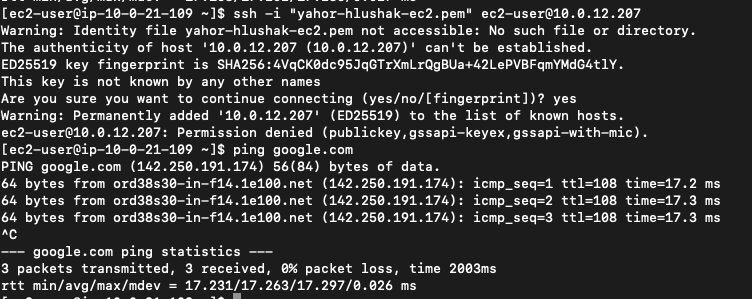 [ec2-user@ip-10-0-21-109 ~]$ ssh -i "yahor-hlushak-ec2.pem" ec2-user@10.0.12.207
Warning: Identity file yahor-hlushak-ec2.pem not accessible: No such file or directory.
The authenticity of host '10.0.12.207 (10.0.12.207)' can't be established.
ED25519 key fingerprint is SHA256:4VqCK0dc95JqGTrXmLrQgBUa+42LePVBFqmYMdG4tlY.
This key is not known by any other names
Are you sure you want to continue connecting (yes/no/[fingerprint])? yes
Warning: Permanently added '10.0.12.207' (ED25519) to the list of known hosts.
ec2-user@10.0.12.207: Permission denied (publickey,gssapi-keyex,gssapi-with-mic).
[ec2-user@ip-10-0-21-109 ~]$ ping google.com
PING google.com (142.250.191.174) 56(84) bytes of data.
64 bytes from ord38s30-in-f14.1e100.net (142.250.191.174): icmp_seq=1 ttl=108 time=17.2 ms
64 bytes from ord38s30-in-f14.1e100.net (142.250.191.174): icmp_seq=2 ttl=108 time=17.3 ms
64 bytes from ord38s30-in-f14.1e100.net (142.250.191.174): icmp_seq=3 ttl=108 time=17.3 ms
^C
--- google.com ping statistics ---
3 packets transmitted, 3 received, 0% packet loss, time 2003ms
rtt min/avg/max/mdev = 17.231/17.263/17.297/0.026 ms